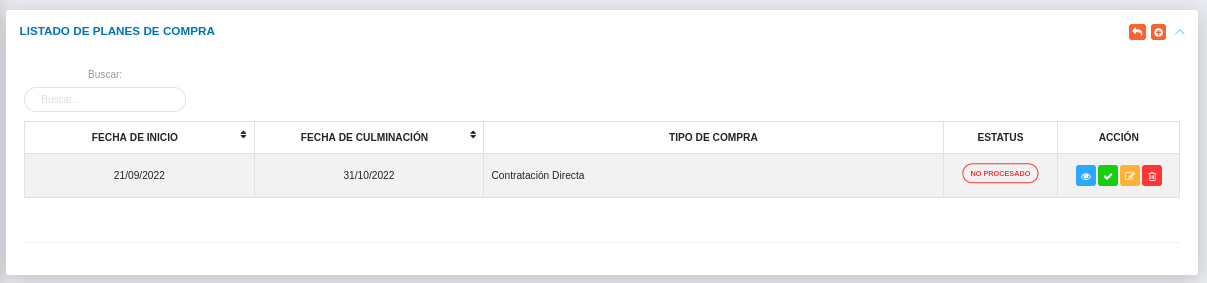 LISTADO DE PLANES DE COMPRA
Buscar:
Buscar...
FECHA DE INICIO FECHA DE CULMINACIÓN TIPO DE COMPRA ESTATUS ACCIÓN
21/09/2022 31/10/2022 Contratación Directa NO PROCESADO